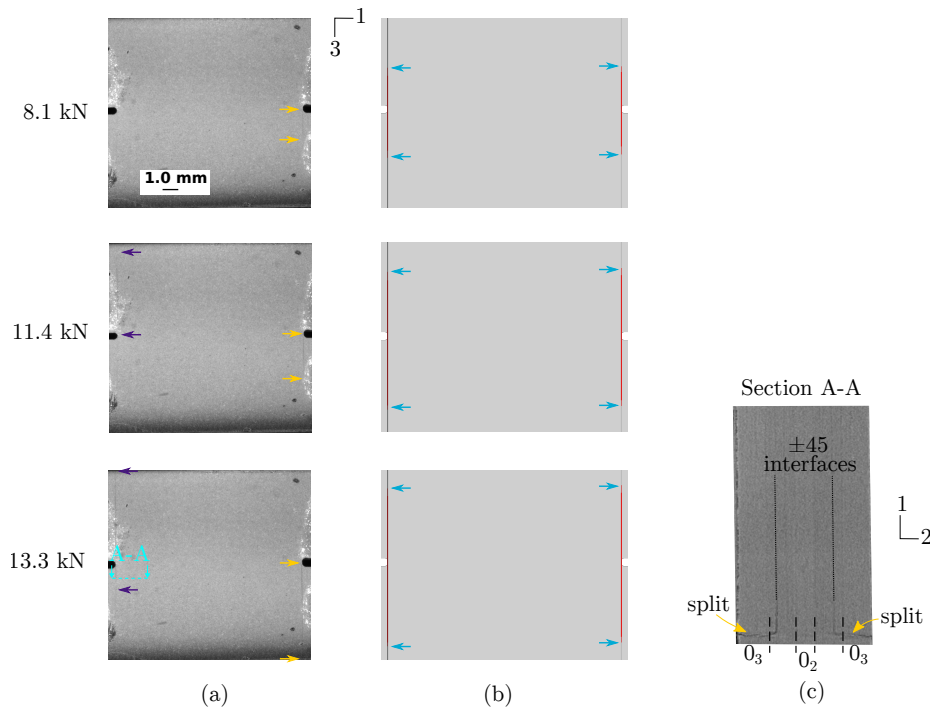 1
3
8.1 kN
1.0 mm
11.4 kN
Section A-A
±45
interfaces
1
2
13.3 kN
A-A
split
split
0₃
0₂
0₃
(a)
(b)
(c)